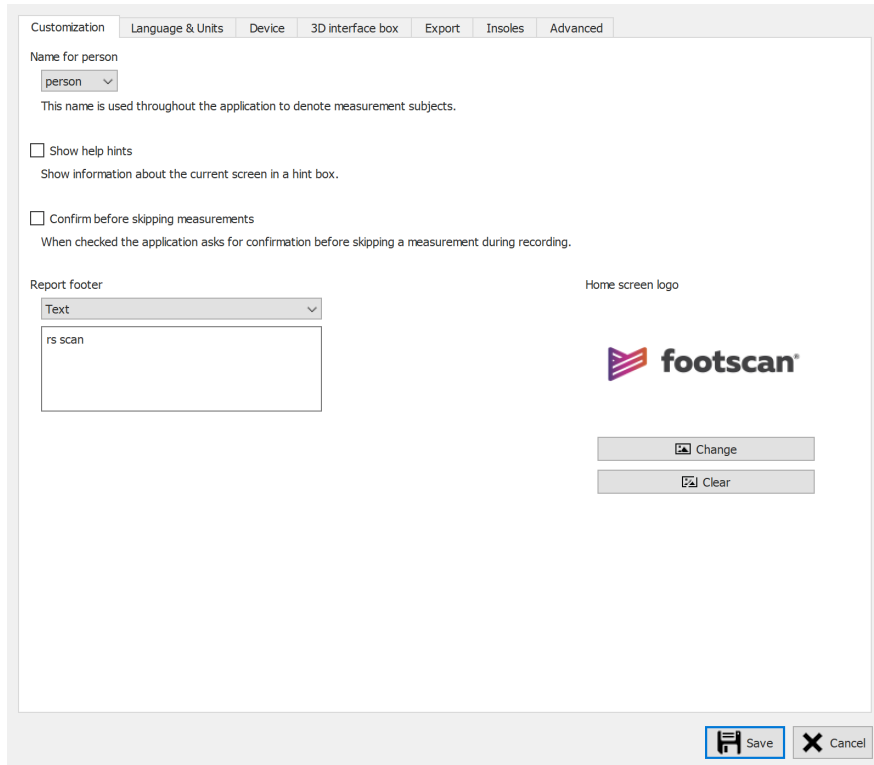 Customization Language & Units Device 3D interface box Export Insoles Advanced
Name for person
person
This name is used throughout the application to denote measurement subjects.
Show help hints
Show information about the current screen in a hint box.
Confirm before skipping measurements
When checked the application asks for confirmation before skipping a measurement during recording.
Report footer
Text
rs scan
Home screen logo
footscan®
Change
Clear
Save Cancel